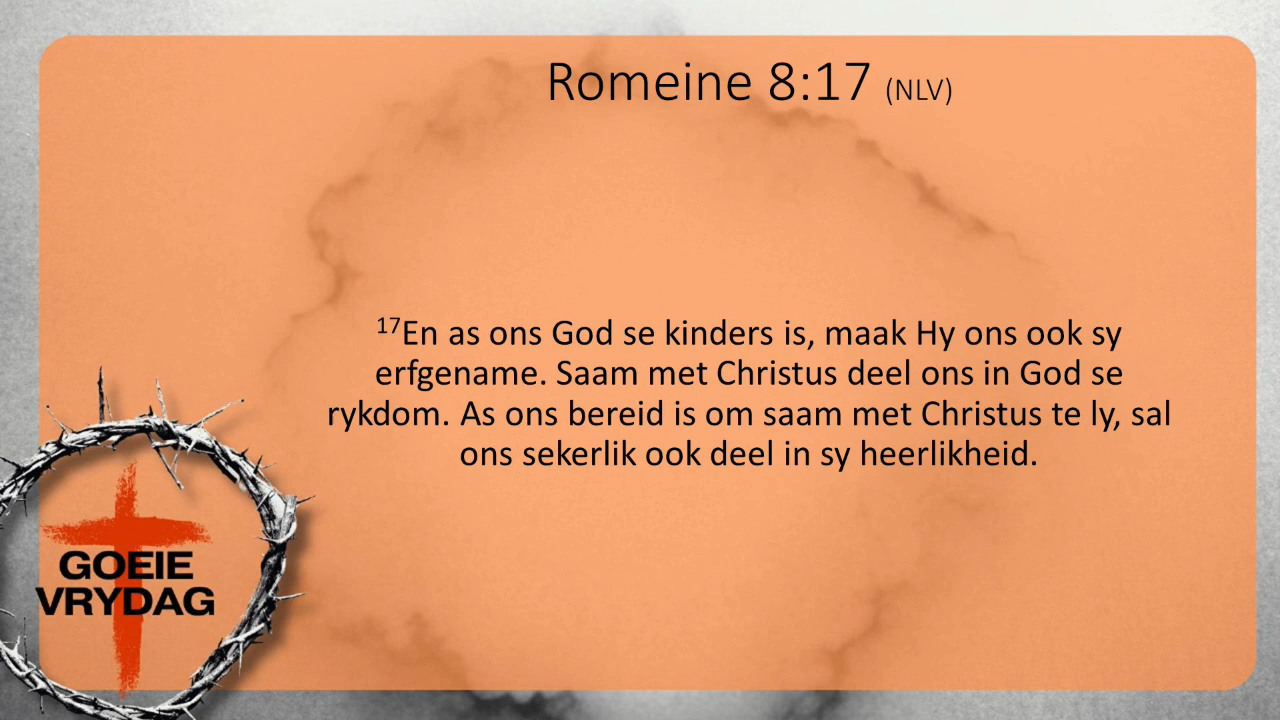 Romeine 8:17 (NLV)
¹⁷En as ons God se kinders is, maak Hy ons ook sy
erfgename. Saam met Christus deel ons in God se
rykdom. As ons bereid is om saam met Christus te ly, sal
ons sekerlik ook deel in sy heerlikheid.
GOEIE
VRYDAG